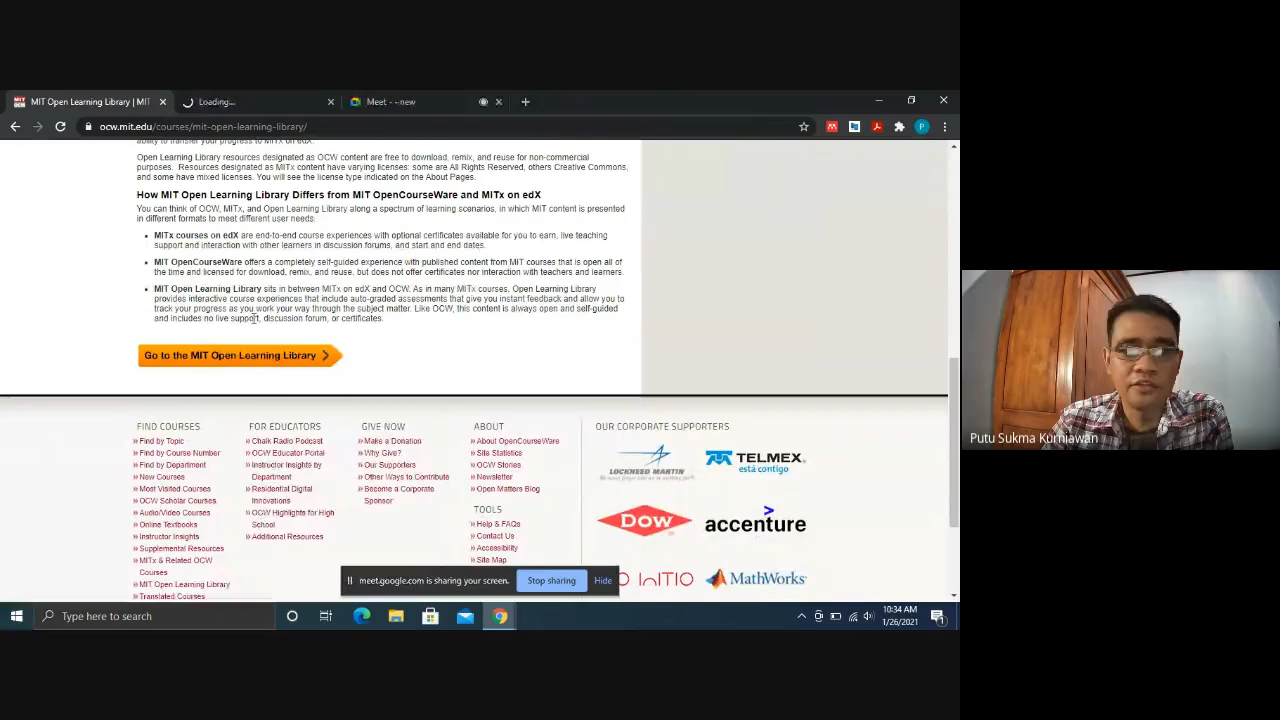 MIT Open Learning Library | MIT
Loading...
Meet - --new
ocw.mit.edu/courses/mit-open-learning-library/
P
ability to transfer your progress to MITx on edX.
Open Learning Library resources designated as OCW content are free to download, remix, and reuse for non-commercial
purposes. Resources designated as MITx content have varying licenses: some are All Rights Reserved, others Creative Commons,
and some have mixed licenses. You will see the license type indicated on the About Pages.
How MIT Open Learning Library Differs from MIT OpenCourseWare and MITx on edX
You can think of OCW, MITx, and Open Learning Library along a spectrum of learning scenarios, in which MIT content is presented
in different formats to meet different user needs:
MITx courses on edX are end-to-end course experiences with optional certificates available for you to earn, live teaching
support and interaction with other learners in discussion forums, and start and end dates.
MIT OpenCourseWare offers a completely self-guided experience with published content from MIT courses that is open all of
the time and licensed for download, remix, and reuse, but does not offer certificates nor interaction with teachers and learners.
MIT Open Learning Library sits in between MITx on edX and OCW. As in many MITx courses, Open Learning Library
provides interactive course experiences that include auto-graded assessments that give you instant feedback and allow you to
track your progress as you work your way through the subject matter. Like OCW, this content is always open and self-guided
and includes no live support, discussion forum, or certificates.
Go to the MIT Open Learning Library
FIND COURSES
» Find by Topic
» Find by Course Number
» Find by Department
» New Courses
» Most Visited Courses
» OCW Scholar Courses
» Audio/Video Courses
» Online Textbooks
» Instructor Insights
» Supplemental Resources
» MITx & Related OCW
Courses
» MIT Open Learning Library
» Translated Courses
FOR EDUCATORS
» Chalk Radio Podcast
» OCW Educator Portal
» Instructor Insights by
Department
» Residential Digital
Innovations
» OCW Highlights for High
School
» Additional Resources
GIVE NOW
» Make a Donation
» Why Give?
» Our Supporters
» Other Ways to Contribute
» Become a Corporate
Sponsor
ABOUT
» About OpenCourseWare
» Site Statistics
» OCW Stories
» Newsletter
» Open Matters Blog
TOOLS
» Help & FAQs
» Contact Us
» Accessibility
» Site Map
OUR CORPORATE SUPPORTERS
LOCKHEED MARTIN
TELMEX
está contigo
DOW
accenture
O INITIO
MathWorks
meet.google.com is sharing your screen.
Stop sharing
Hide
Type here to search
10:34 AM
1/26/2021
1
Putu Sukma Kurniawan